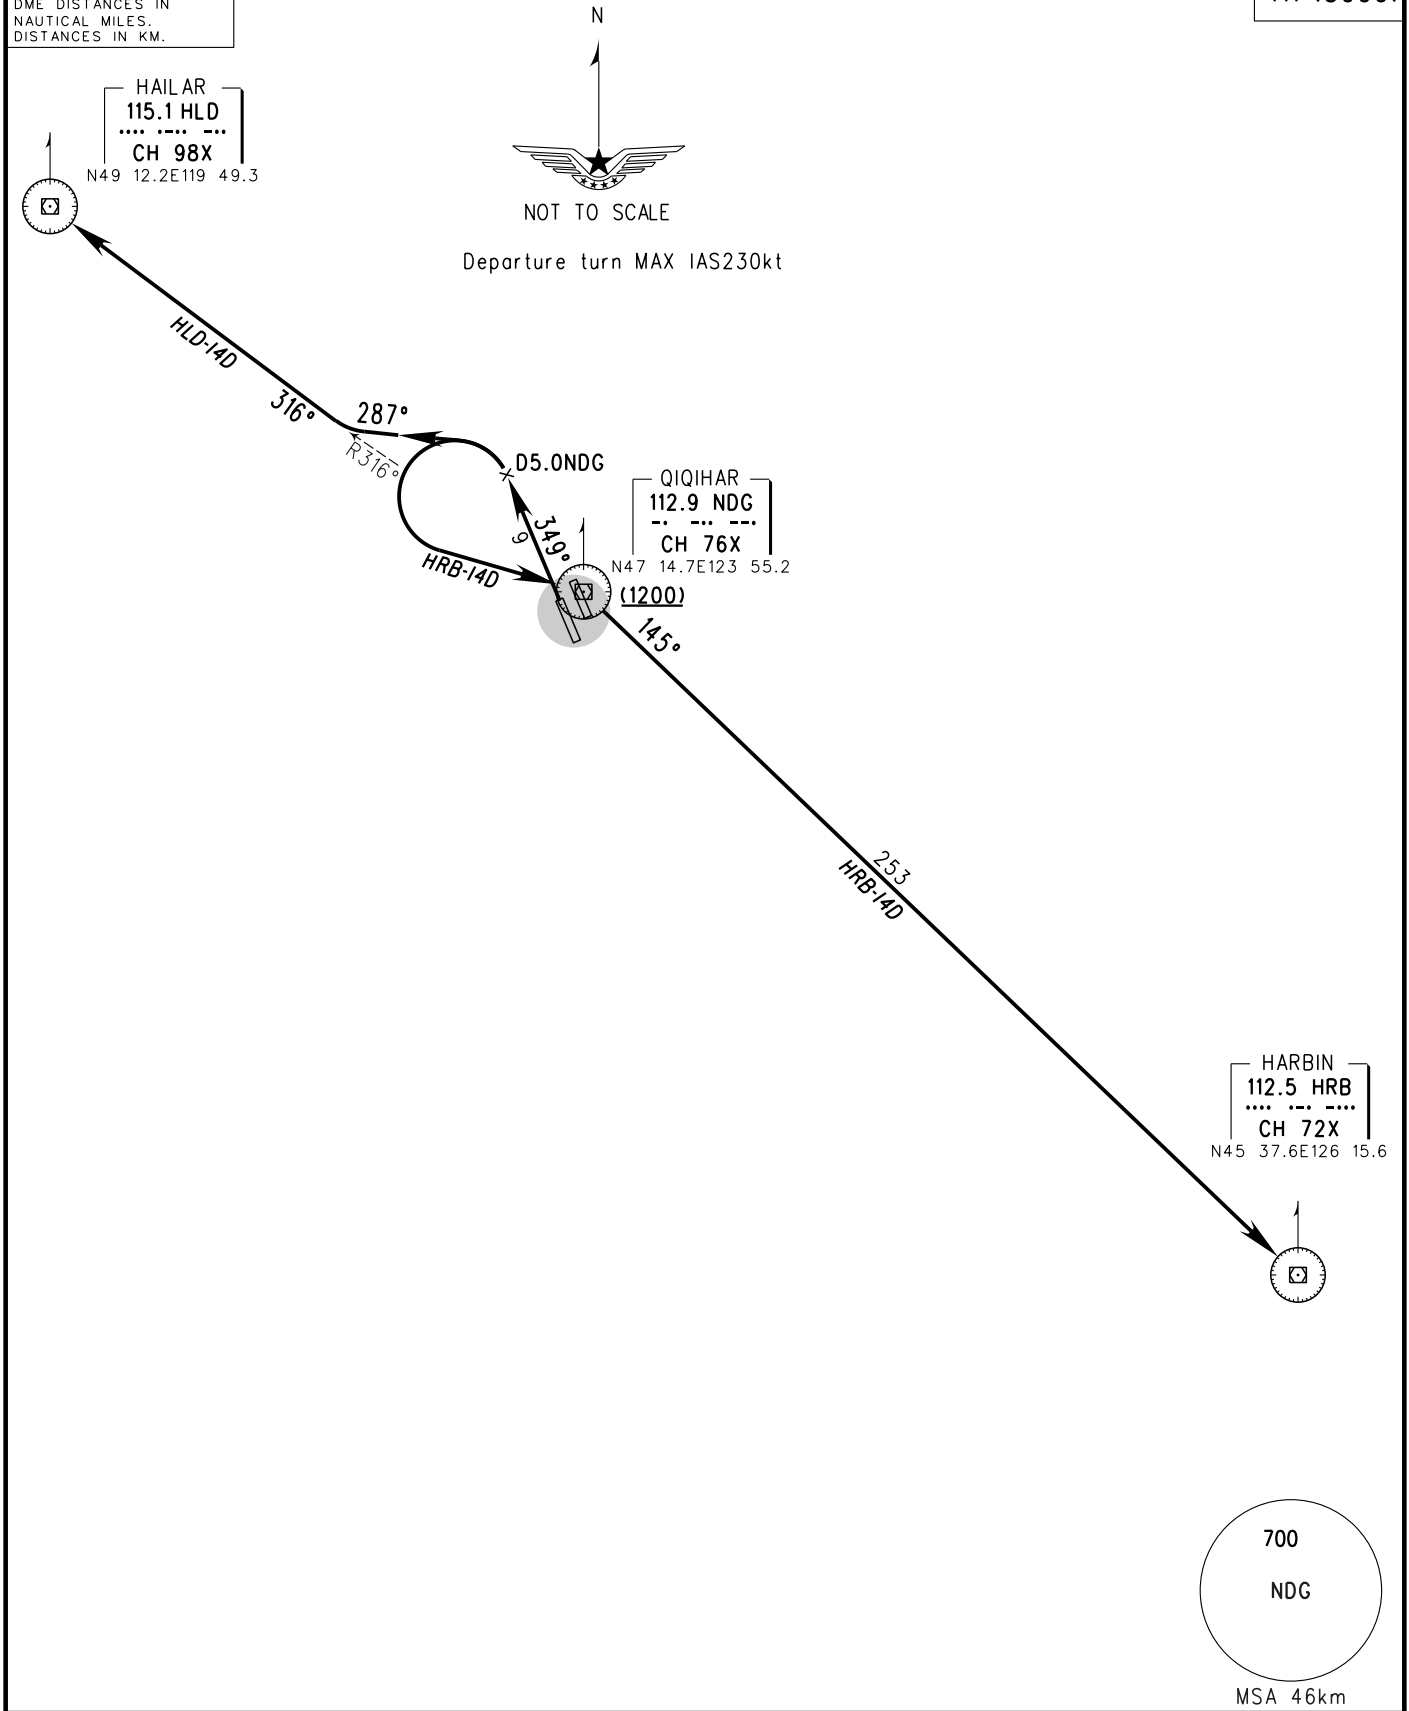 DME DISTANCES IN
NAUTICAL MILES.
DISTANCES IN KM.
N
HAILAR
115.1 HLD
CH 98X
N49 12.2E119 49.3
NOT TO SCALE
Departure turn MAX IAS230kt
HLD-14D
316°
287°
R316°
D5.0NDG
349°
9
HRB-14D
QIQIHAR
112.9 NDG
CH 76X
N47 14.7E123 55.2
(1200)
145°
253
HRB-14D
HARBIN
112.5 HRB
CH 72X
N45 37.6E126 15.6
700
NDG
MSA 46km